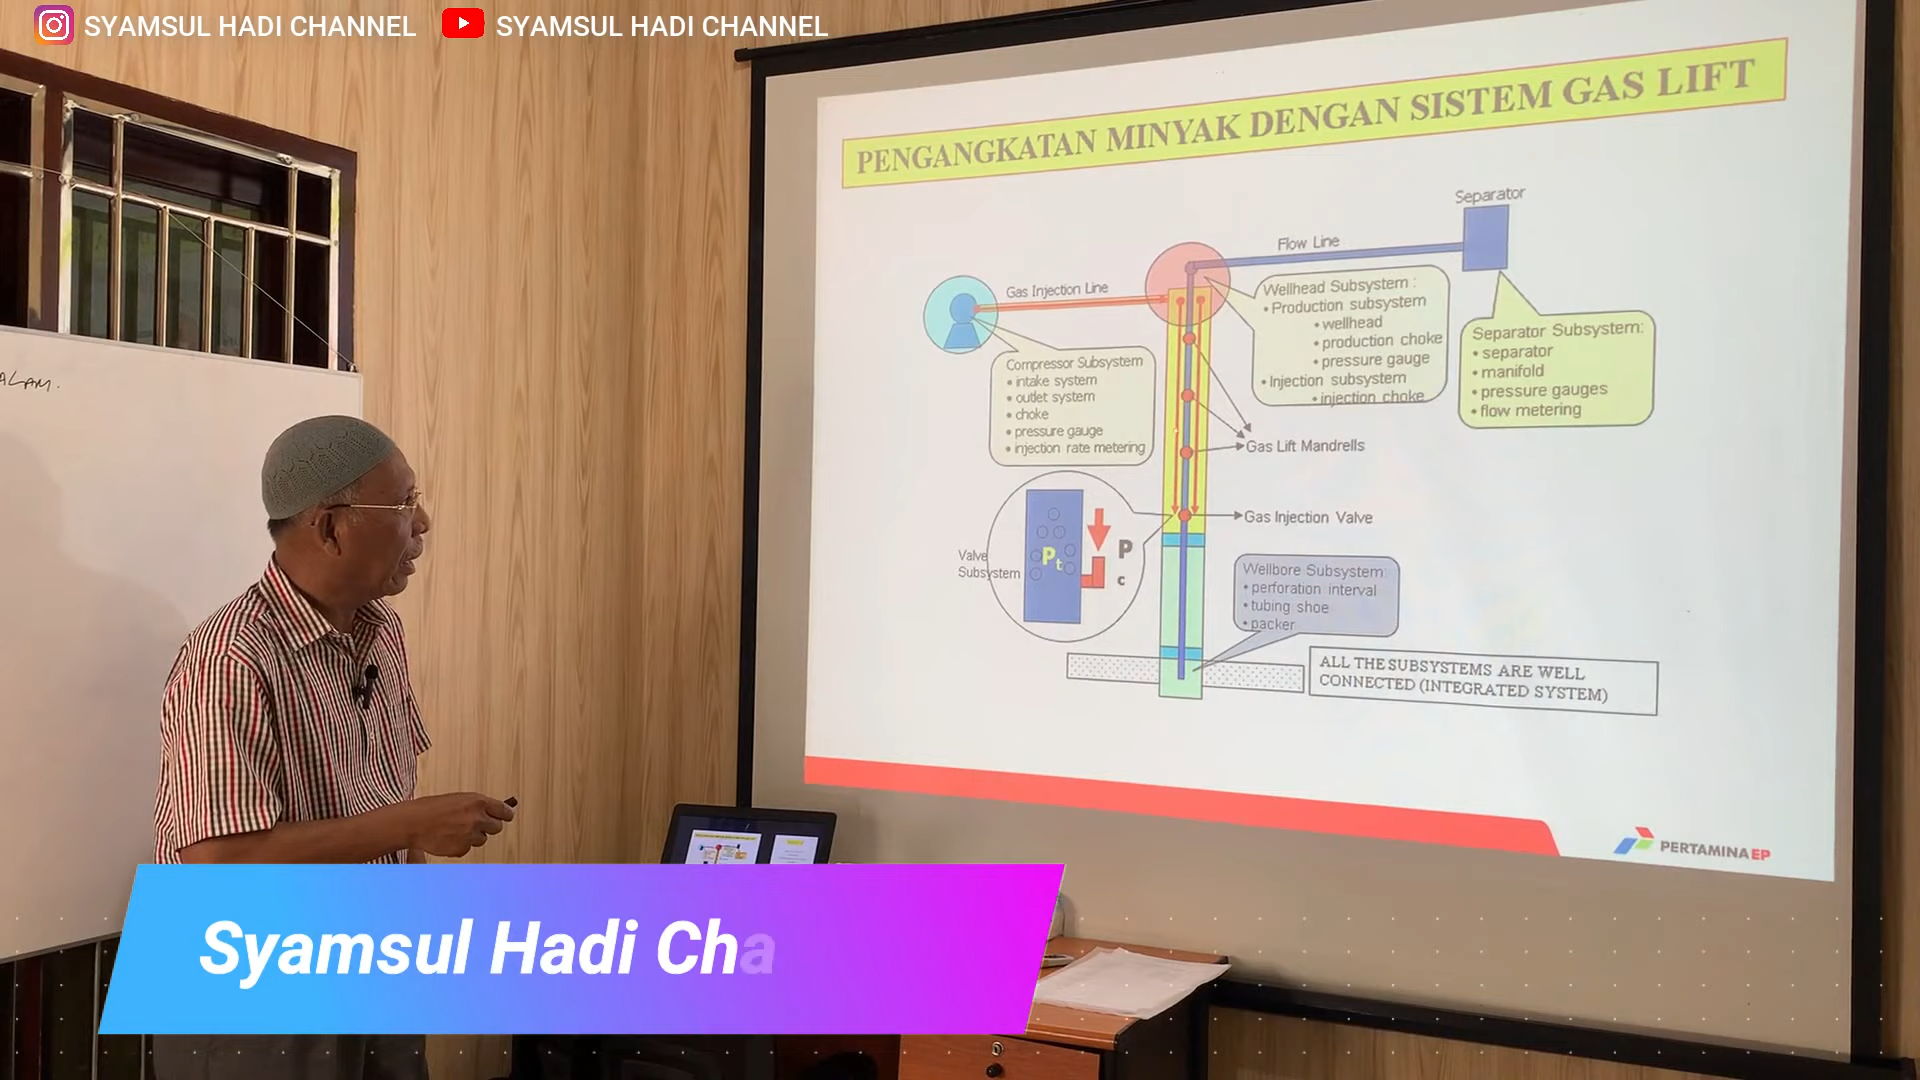 SYAMSUL HADI CHANNEL
SYAMSUL HADI CHANNEL
PENGANGKATAN MINYAK DENGAN SISTEM GAS LIFT
Separator
Flow Line
Gas Injection Line
Wellhead Subsystem :
• Production subsystem
• wellhead
• production choke
• pressure gauge
• Injection subsystem
• injection choke
Separator Subsystem:
• separator
• manifold
• pressure gauges
• flow metering
Compressor Subsystem
• intake system
• outlet system
• choke
• pressure gauge
• injection rate metering
Gas Lift Mandrells
Gas Injection Valve
Valve
Subsystem
Pt
P
c
Wellbore Subsystem:
• perforation interval
• tubing shoe
• packer
ALL THE SUBSYSTEMS ARE WELL
CONNECTED (INTEGRATED SYSTEM)
PERTAMINA EP
Syamsul Hadi Cha